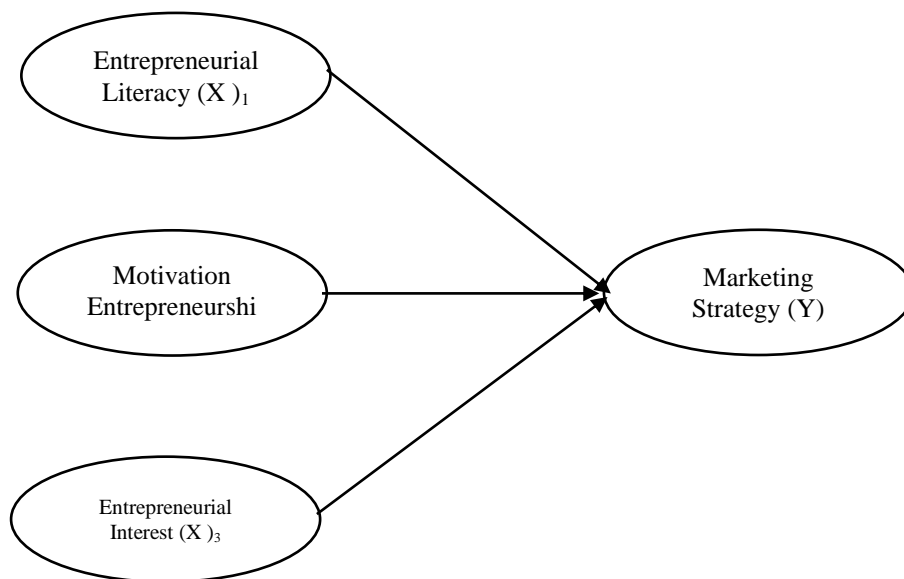 Entrepreneurial
Literacy (X )₁
Motivation
Entrepreneurshi
Marketing
Strategy (Y)
Entrepreneurial
Interest (X )₃